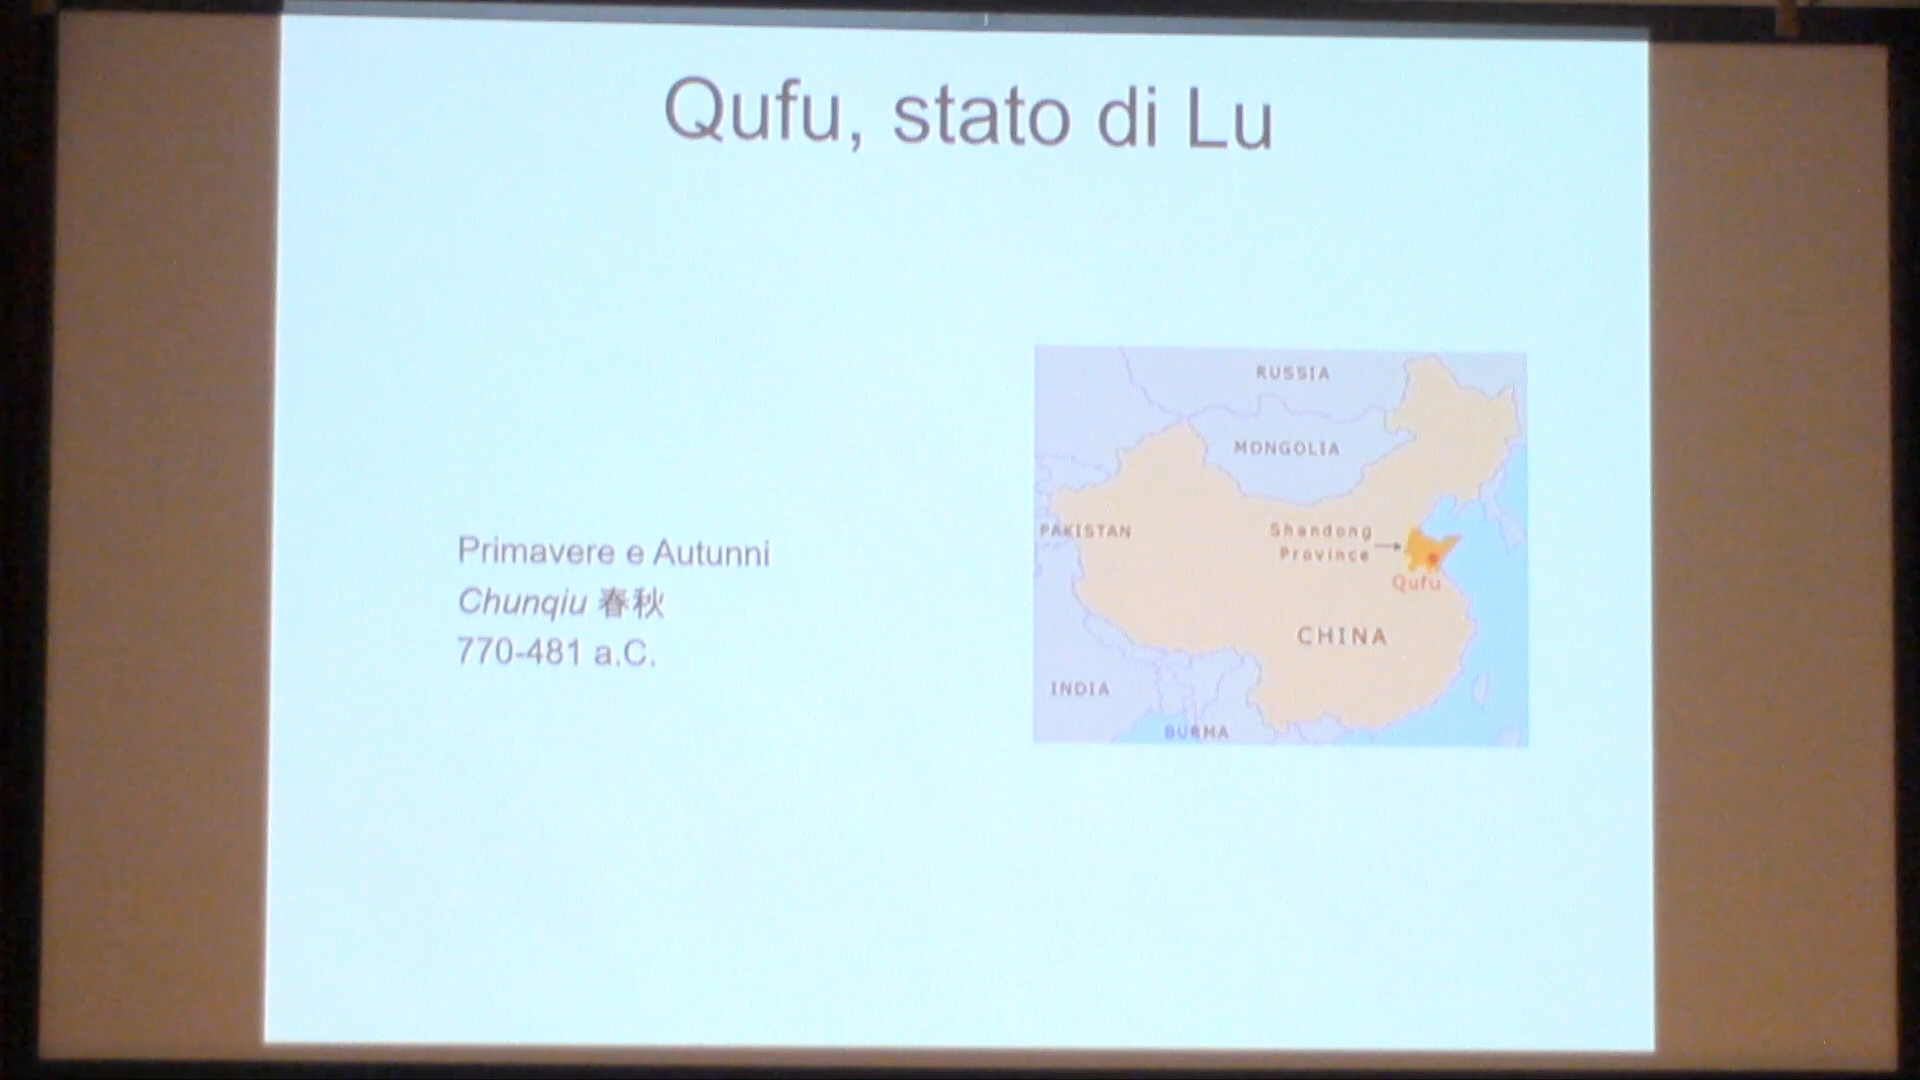 Qufu, stato di Lu
Primavere e Autunni
Chunqiu 春秋
770-481 a.C.
RUSSIA
MONGOLIA
PAKISTAN
Shandong
Province
Qufu
CHINA
INDIA
BURMA